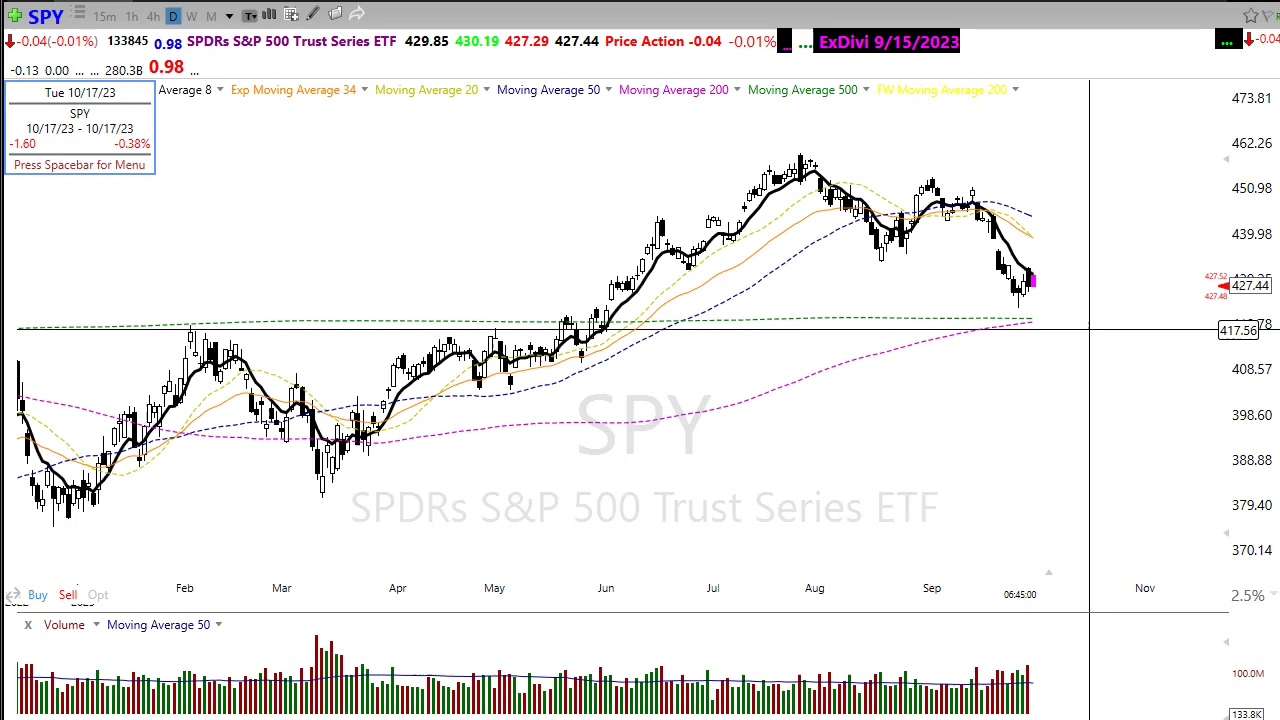 SPY 15m 1h 4h D W M T
-0.04(-0.01%) 133845 0.98 SPDRs S&P 500 Trust Series ETF 429.85 430.19 427.29 427.44 Price Action -0.04 -0.01% ... ... ExDivi 9/15/2023 ... -0.04
-0.13 0.00 ... ... 280.3B 0.98 ...
Tue 10/17/23
SPY
10/17/23 - 10/17/23
-1.60 -0.38%
Press Spacebar for Menu
Average 8 Exp Moving Average 34 Moving Average 20 Moving Average 50 Moving Average 200 Moving Average 500 FW Moving Average 200
473.81
462.26
450.98
439.98
427.52
427.44
427.48
417.56
408.57
398.60
388.88
379.40
370.14
SPY
SPDRs S&P 500 Trust Series ETF
Feb Mar Apr May Jun Jul Aug Sep 06:45:00 Nov
Buy Sell Opt 2.5%
X Volume Moving Average 50
100.0M
133.8K